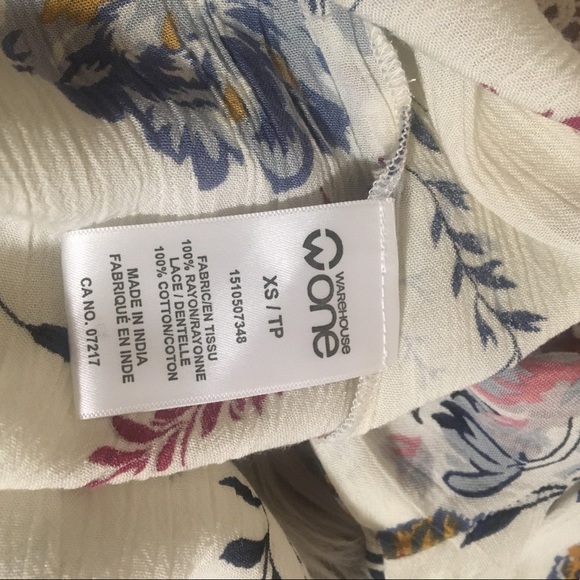 WAREHOUSE
one
XS / TP
1510507348
FABRIC/EN TISSU
100% RAYON/RAYONNE
LACE / DENTELLE
100% COTTON/COTON
MADE IN INDIA
FABRIQUÉ EN INDE
CA NO. 07217